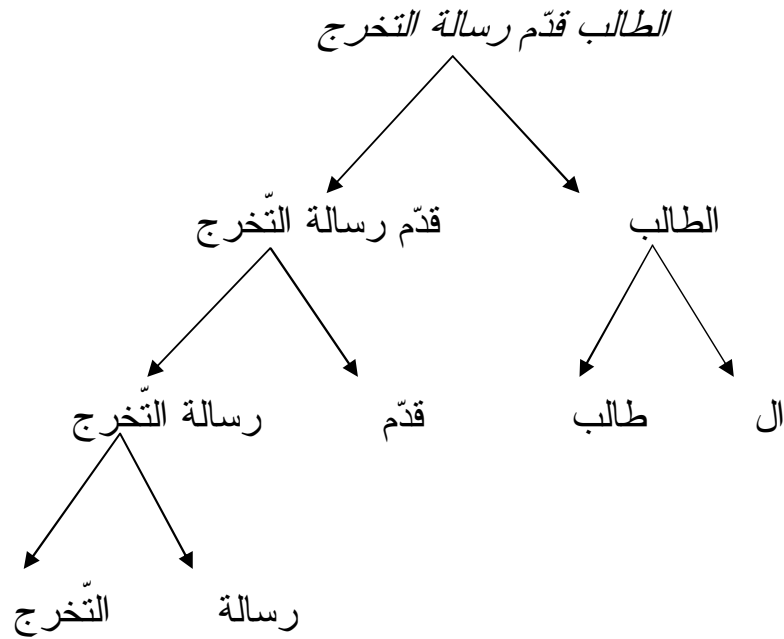 الطالب قدّم رسالة التخرج
الطالب قدّم رسالة التّخرج
ال طالب قدّم رسالة التّخرج
رسالة التّخرج